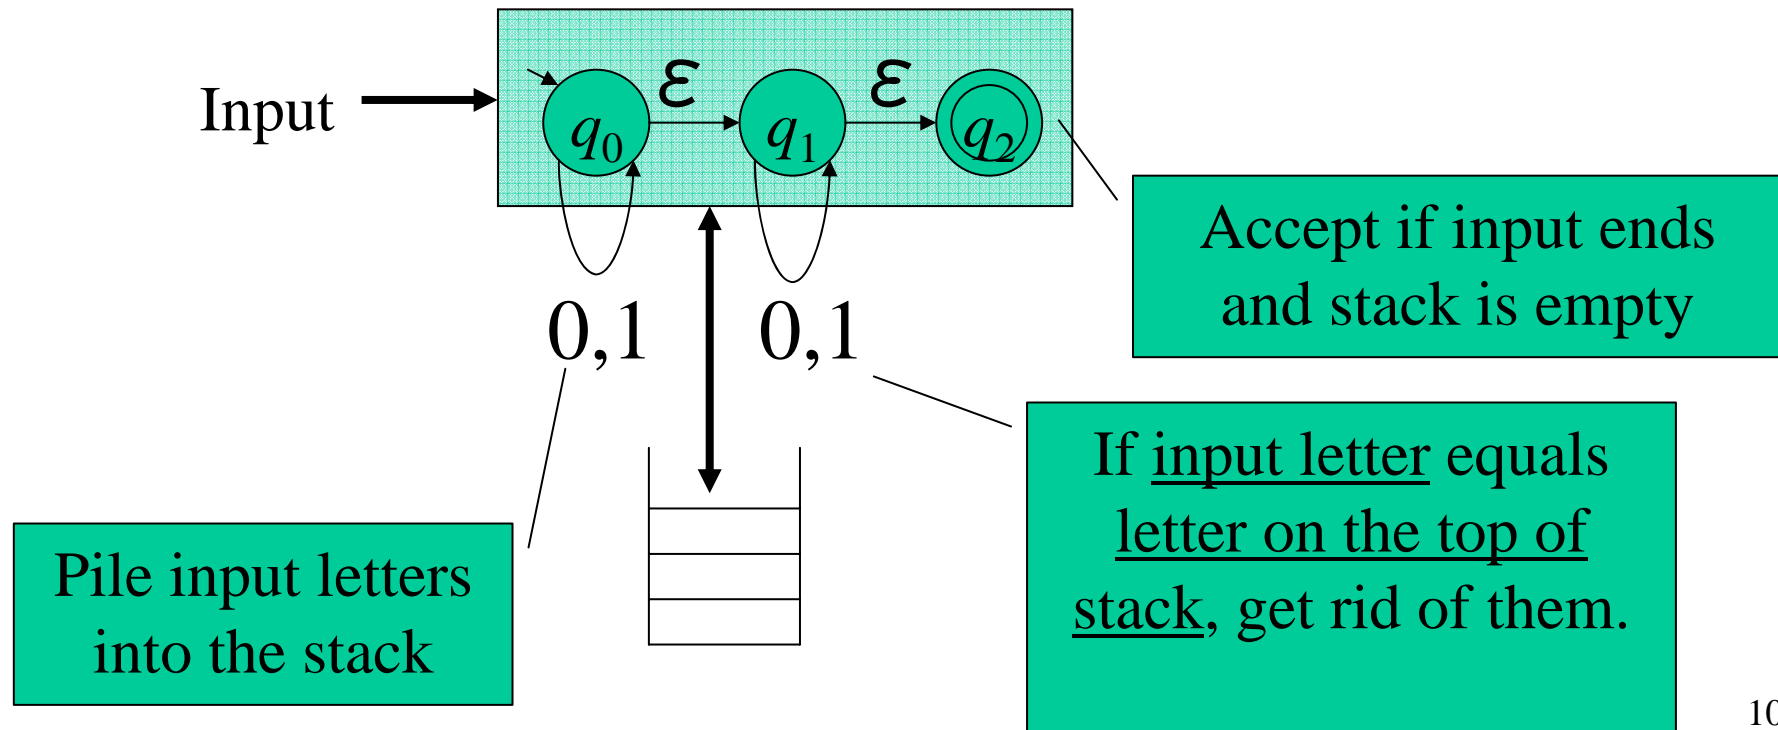 Input
ε
ε
q0
q1
q2
0,1
0,1
Accept if input ends
and stack is empty
If input letter equals
letter on the top of
stack, get rid of them.
Pile input letters
into the stack
10